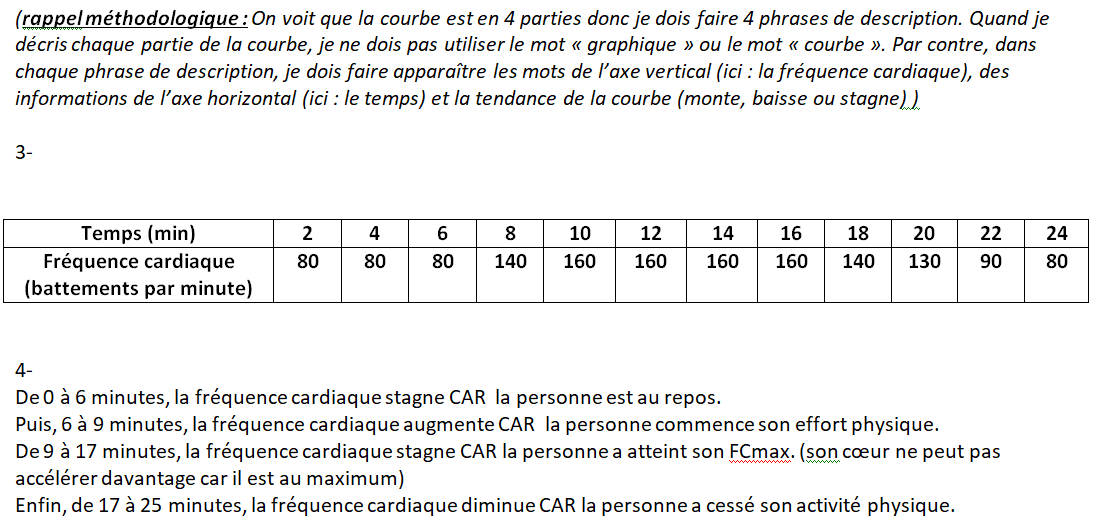 (rappel méthodologique : On voit que la courbe est en 4 parties donc je dois faire 4 phrases de description. Quand je
décris chaque partie de la courbe, je ne dois pas utiliser le mot « graphique » ou le mot « courbe ». Par contre, dans
chaque phrase de description, je dois faire apparaître les mots de l’axe vertical (ici : la fréquence cardiaque), des
informations de l’axe horizontal (ici : le temps) et la tendance de la courbe (monte, baisse ou stagne) )
3-
Temps (min) 2 4 6 8 10 12 14 16 18 20 22 24
Fréquence cardiaque 80 80 80 140 160 160 160 160 140 130 90 80
(battements par minute)
4-
De 0 à 6 minutes, la fréquence cardiaque stagne CAR la personne est au repos.
Puis, 6 à 9 minutes, la fréquence cardiaque augmente CAR la personne commence son effort physique.
De 9 à 17 minutes, la fréquence cardiaque stagne CAR la personne a atteint son FCmax. (son cœur ne peut pas
accélérer davantage car il est au maximum)
Enfin, de 17 à 25 minutes, la fréquence cardiaque diminue CAR la personne a cessé son activité physique.